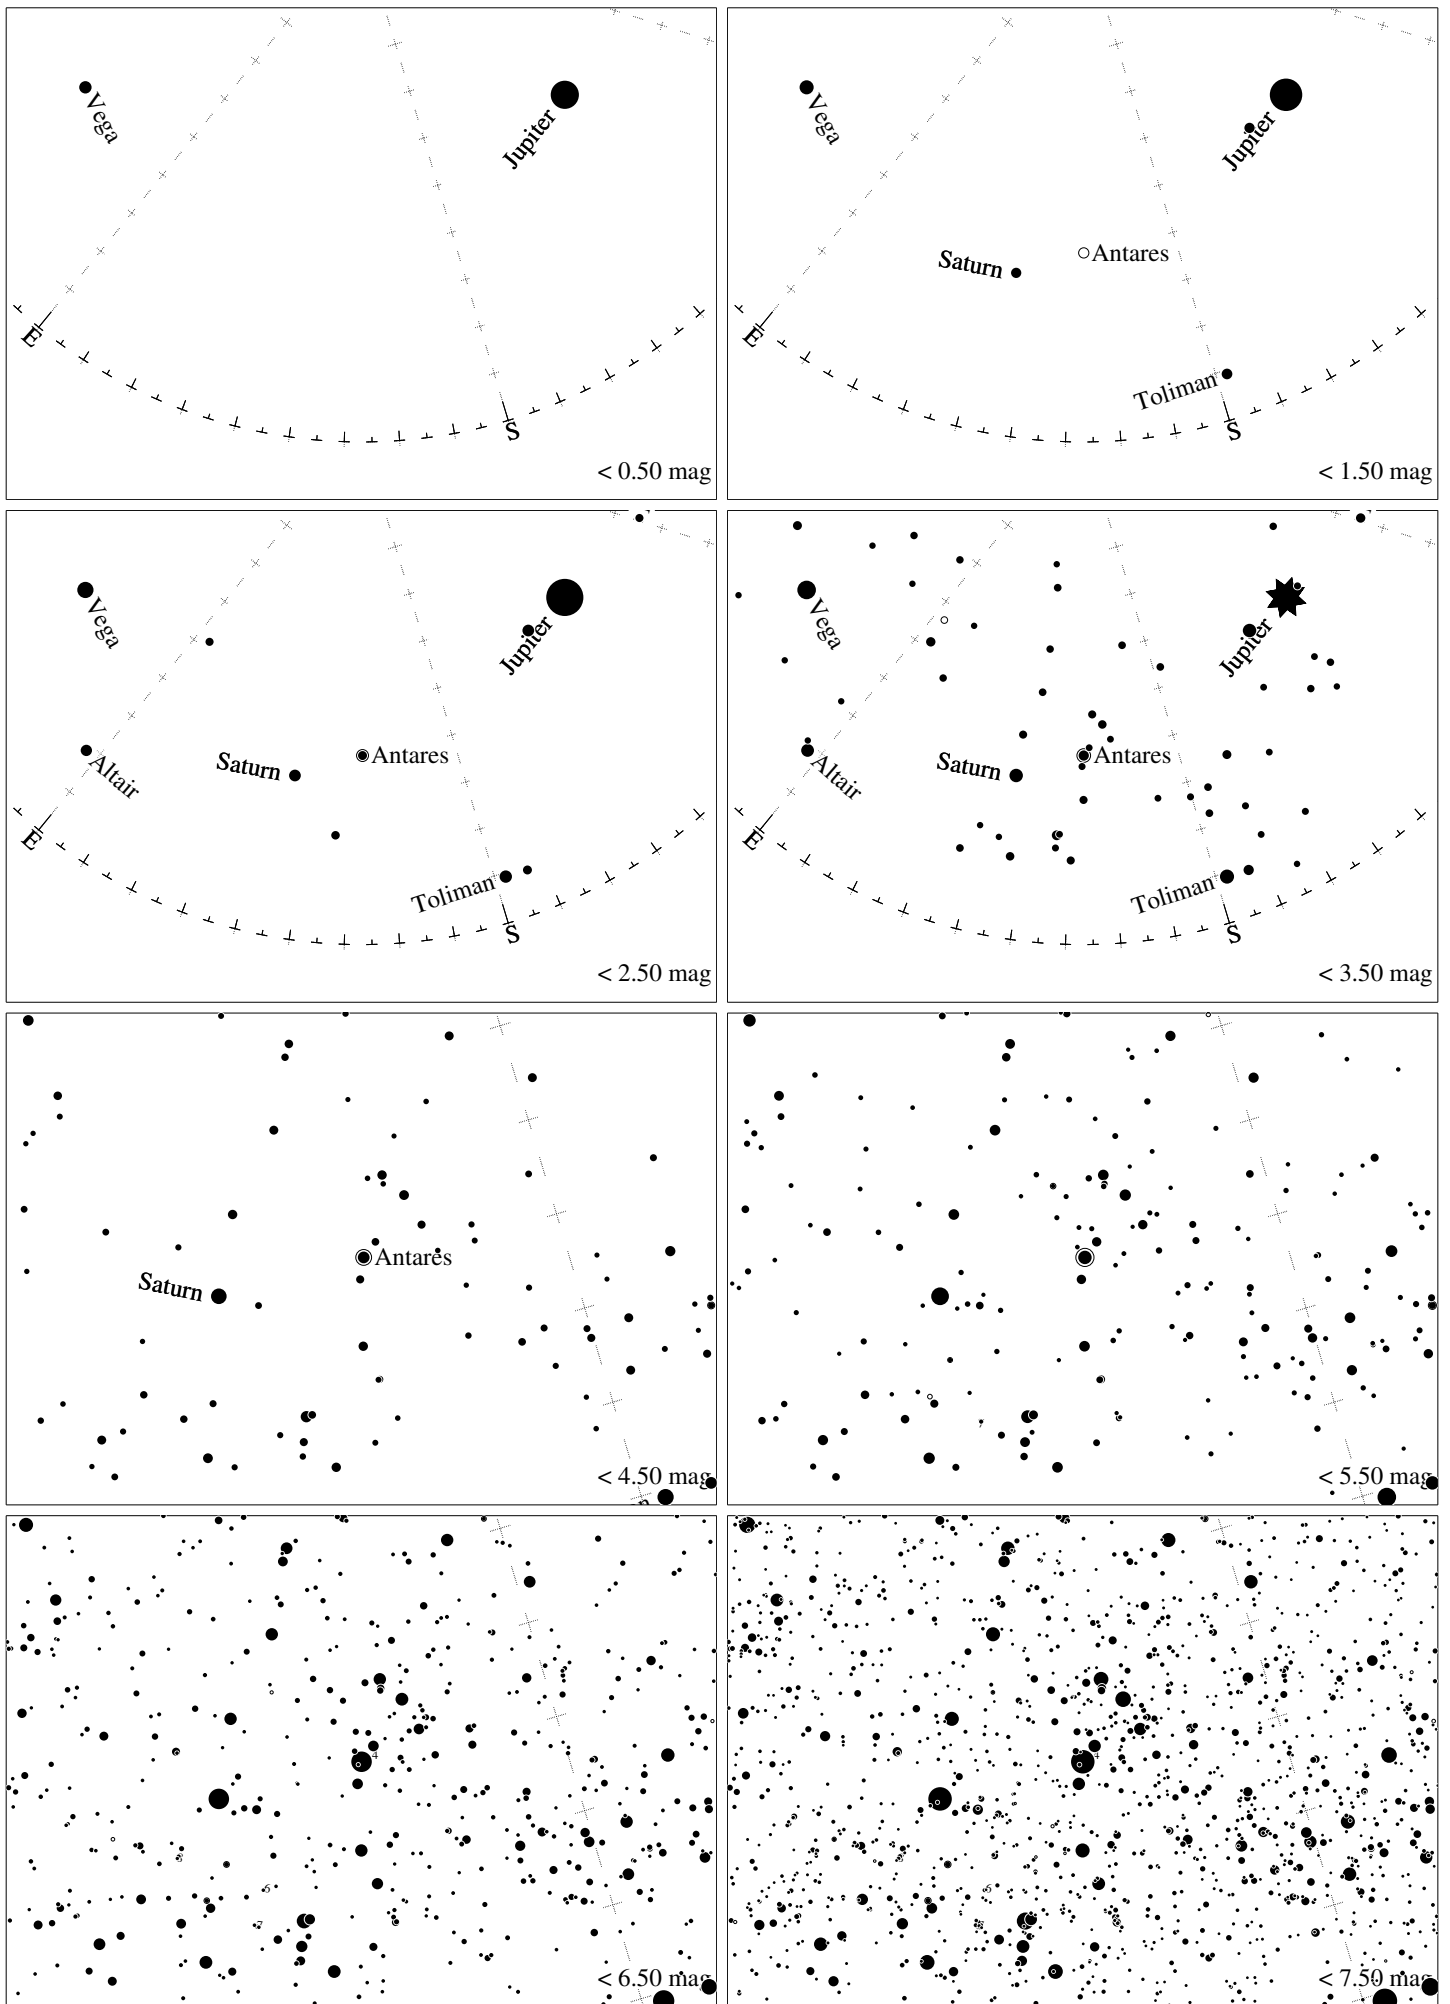 Vega
Jupiter
E
S
< 0.50 mag
Vega
Jupiter
Saturn
Antares
Toliman
E
S
< 1.50 mag
Vega
Jupiter
Altair
Saturn
Antares
Toliman
E
S
< 2.50 mag
Vega
Jupiter
Altair
Saturn
Antares
Toliman
E
S
< 3.50 mag
Antares
Saturn
< 4.50 mag
< 5.50 mag
< 6.50 mag
< 7.50 mag